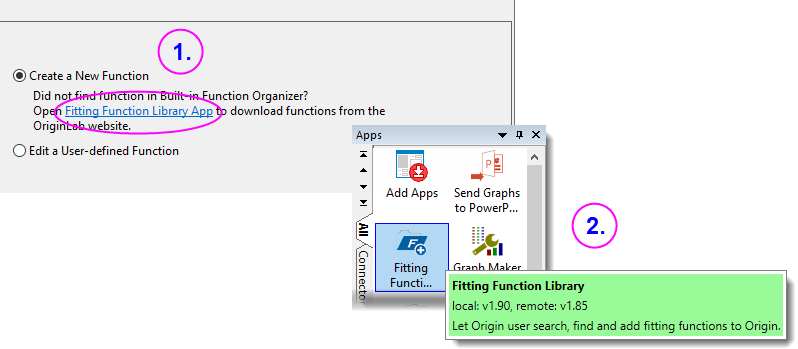 1.
Create a New Function
Did not find function in Built-in Function Organizer?
Open Fitting Function Library App to download functions from the
OriginLab website.
Edit a User-defined Function
Apps
Add Apps
Send Graphs
to PowerP...
All
Connector
Fitting
Functi...
Graph Maker
2.
Fitting Function Library
local: v1.90, remote: v1.85
Let Origin user search, find and add fitting functions to Origin.